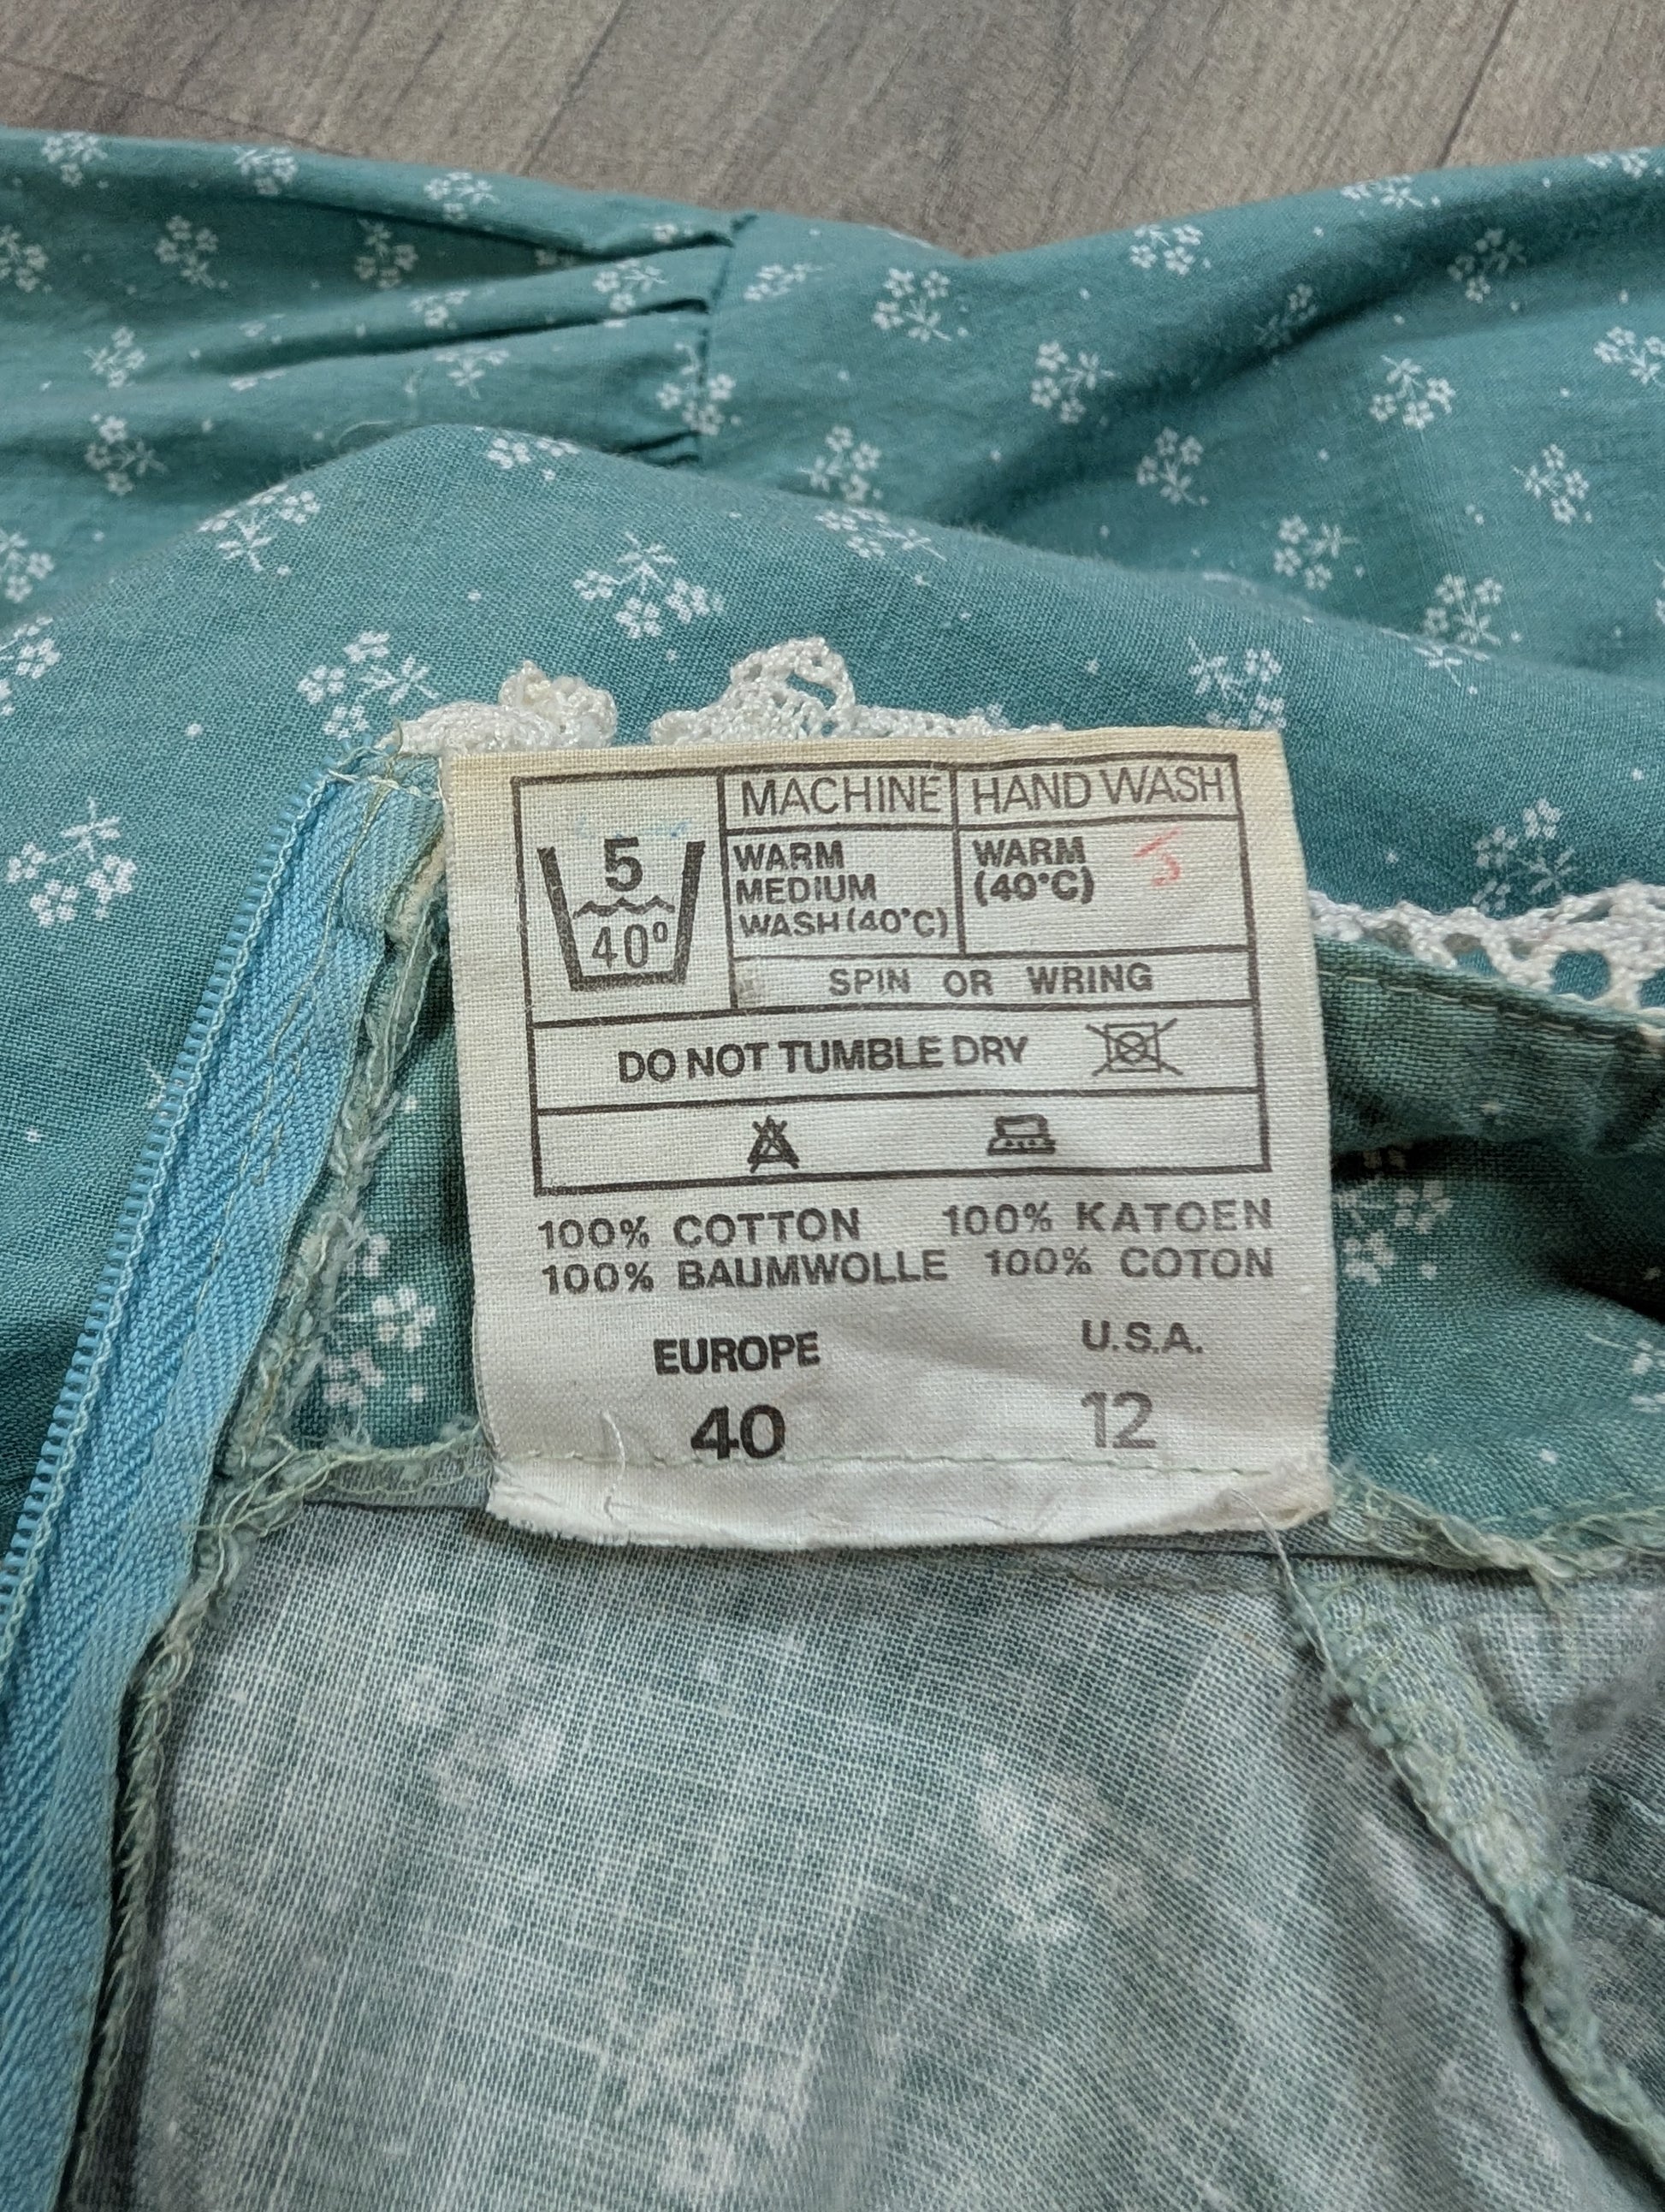 MACHINE HAND WASH
5
40°
WARM
MEDIUM
WASH (40°C)
WARM
(40°C)
5
SPIN OR WRING
DO NOT TUMBLE DRY
100% COTTON 100% KATOEN
100% BAUMWOLLE 100% COTON
EUROPE U.S.A.
40 12